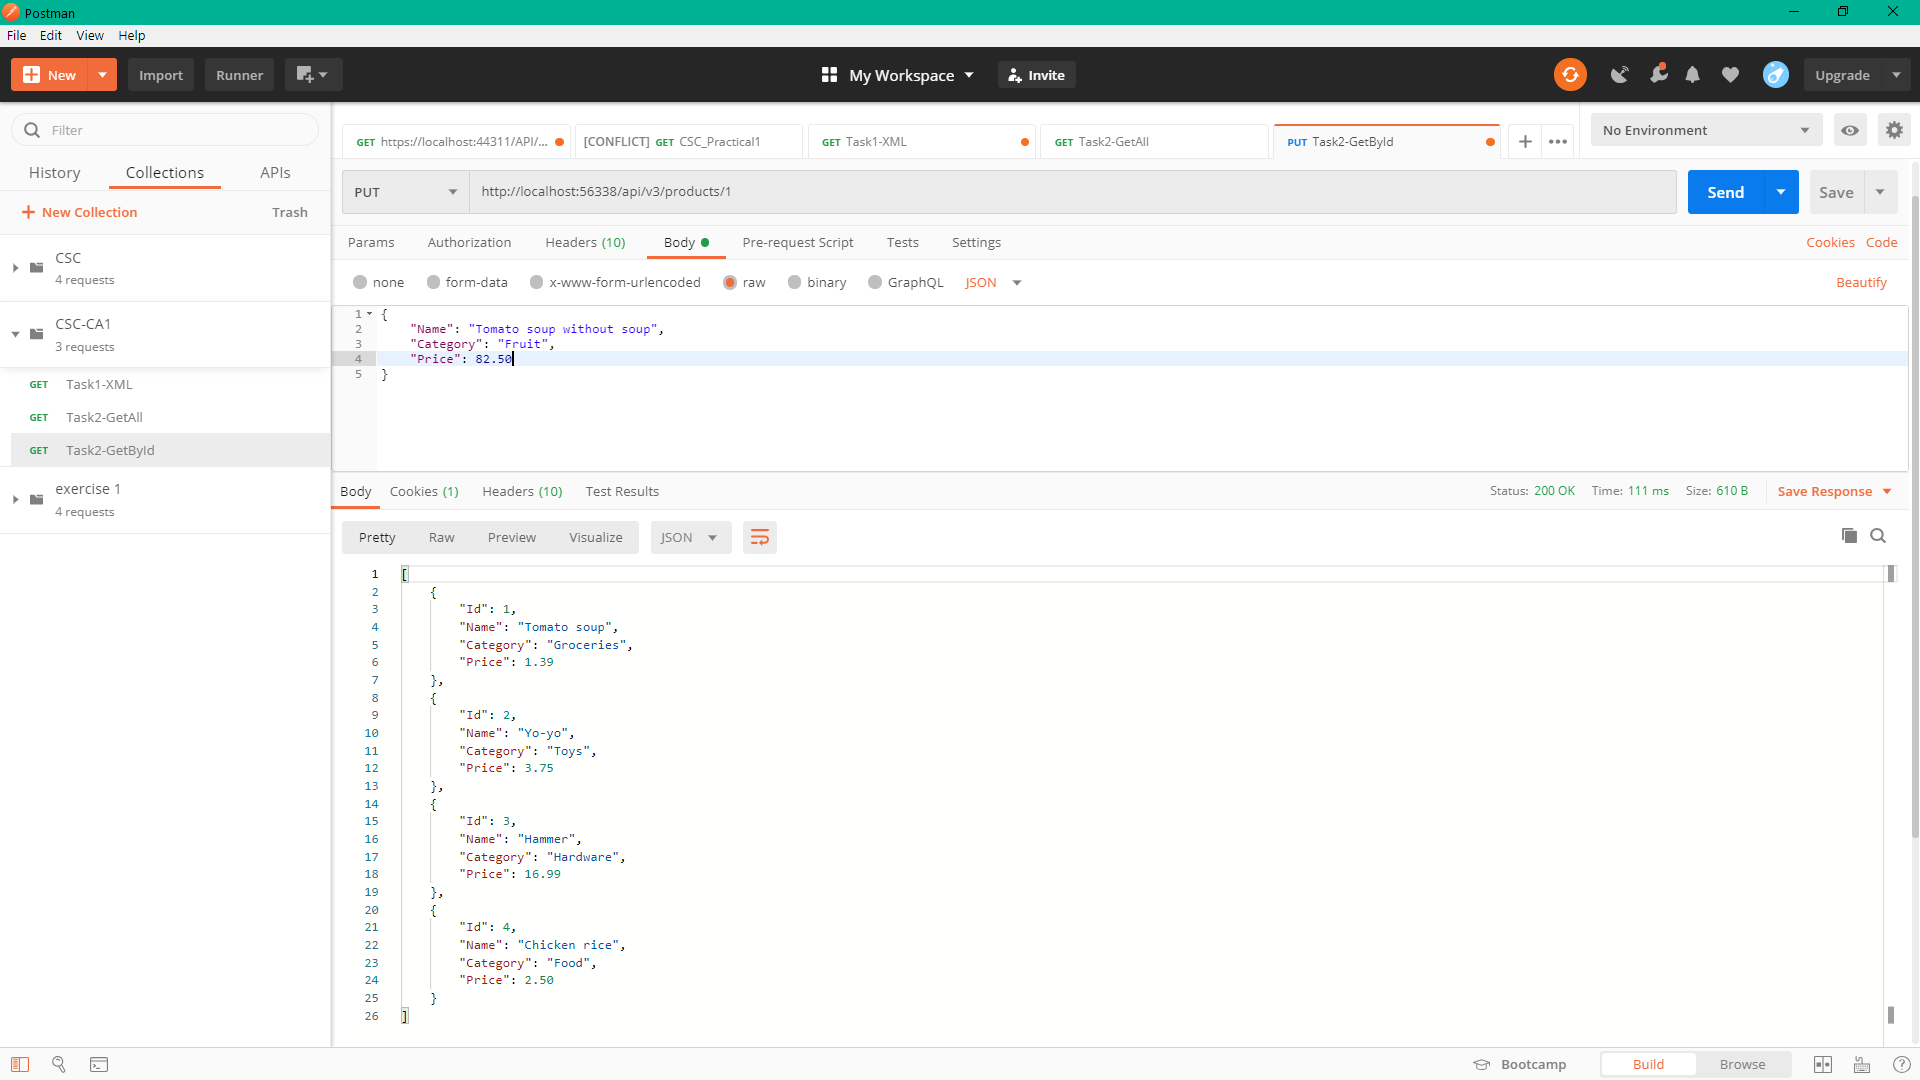 Postman
File Edit View Help
New Import Runner My Workspace Invite Upgrade
Filter
History Collections APIs
New Collection Trash
CSC
4 requests
CSC-CA1
3 requests
GET Task1-XML
GET Task2-GetAll
GET Task2-GetById
exercise 1
4 requests
GET https://localhost:44311/API/... [CONFLICT] GET CSC_Practical1 GET Task1-XML GET Task2-GetAll PUT Task2-GetById No Environment
PUT http://localhost:56338/api/v3/products/1 Send Save
Params Authorization Headers (10) Body Pre-request Script Tests Settings Cookies Code
none form-data x-www-form-urlencoded raw binary GraphQL JSON Beautify
1 {
2 "Name": "Tomato soup without soup",
3 "Category": "Fruit",
4 "Price": 82.50
5 }
Body Cookies (1) Headers (10) Test Results Status: 200 OK Time: 111 ms Size: 610 B Save Response
Pretty Raw Preview Visualize JSON
1 [
2 {
3 "Id": 1,
4 "Name": "Tomato soup",
5 "Category": "Groceries",
6 "Price": 1.39
7 },
8 {
9 "Id": 2,
10 "Name": "Yo-yo",
11 "Category": "Toys",
12 "Price": 3.75
13 },
14 {
15 "Id": 3,
16 "Name": "Hammer",
17 "Category": "Hardware",
18 "Price": 16.99
19 },
20 {
21 "Id": 4,
22 "Name": "Chicken rice",
23 "Category": "Food",
24 "Price": 2.50
25 }
26 ]
Bootcamp Build Browse